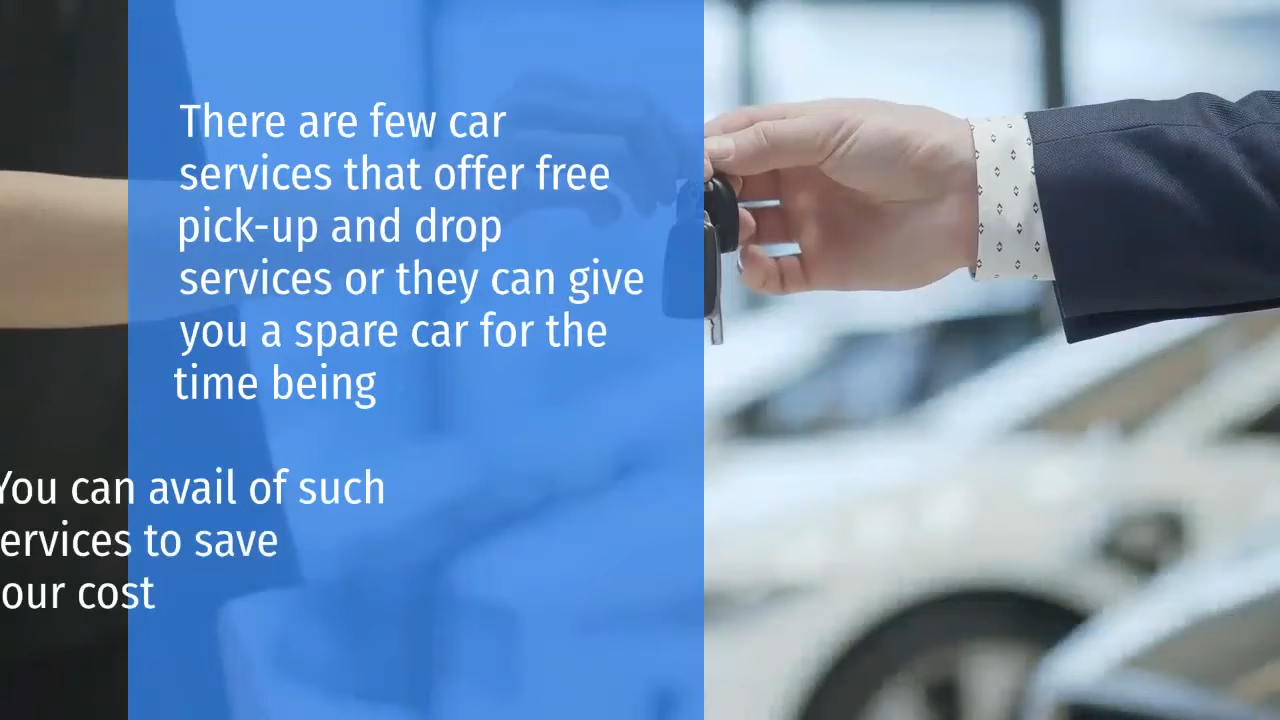 There are few car
services that offer free
pick-up and drop
services or they can give
you a spare car for the
time being
You can avail of such
ervices to save
our cost